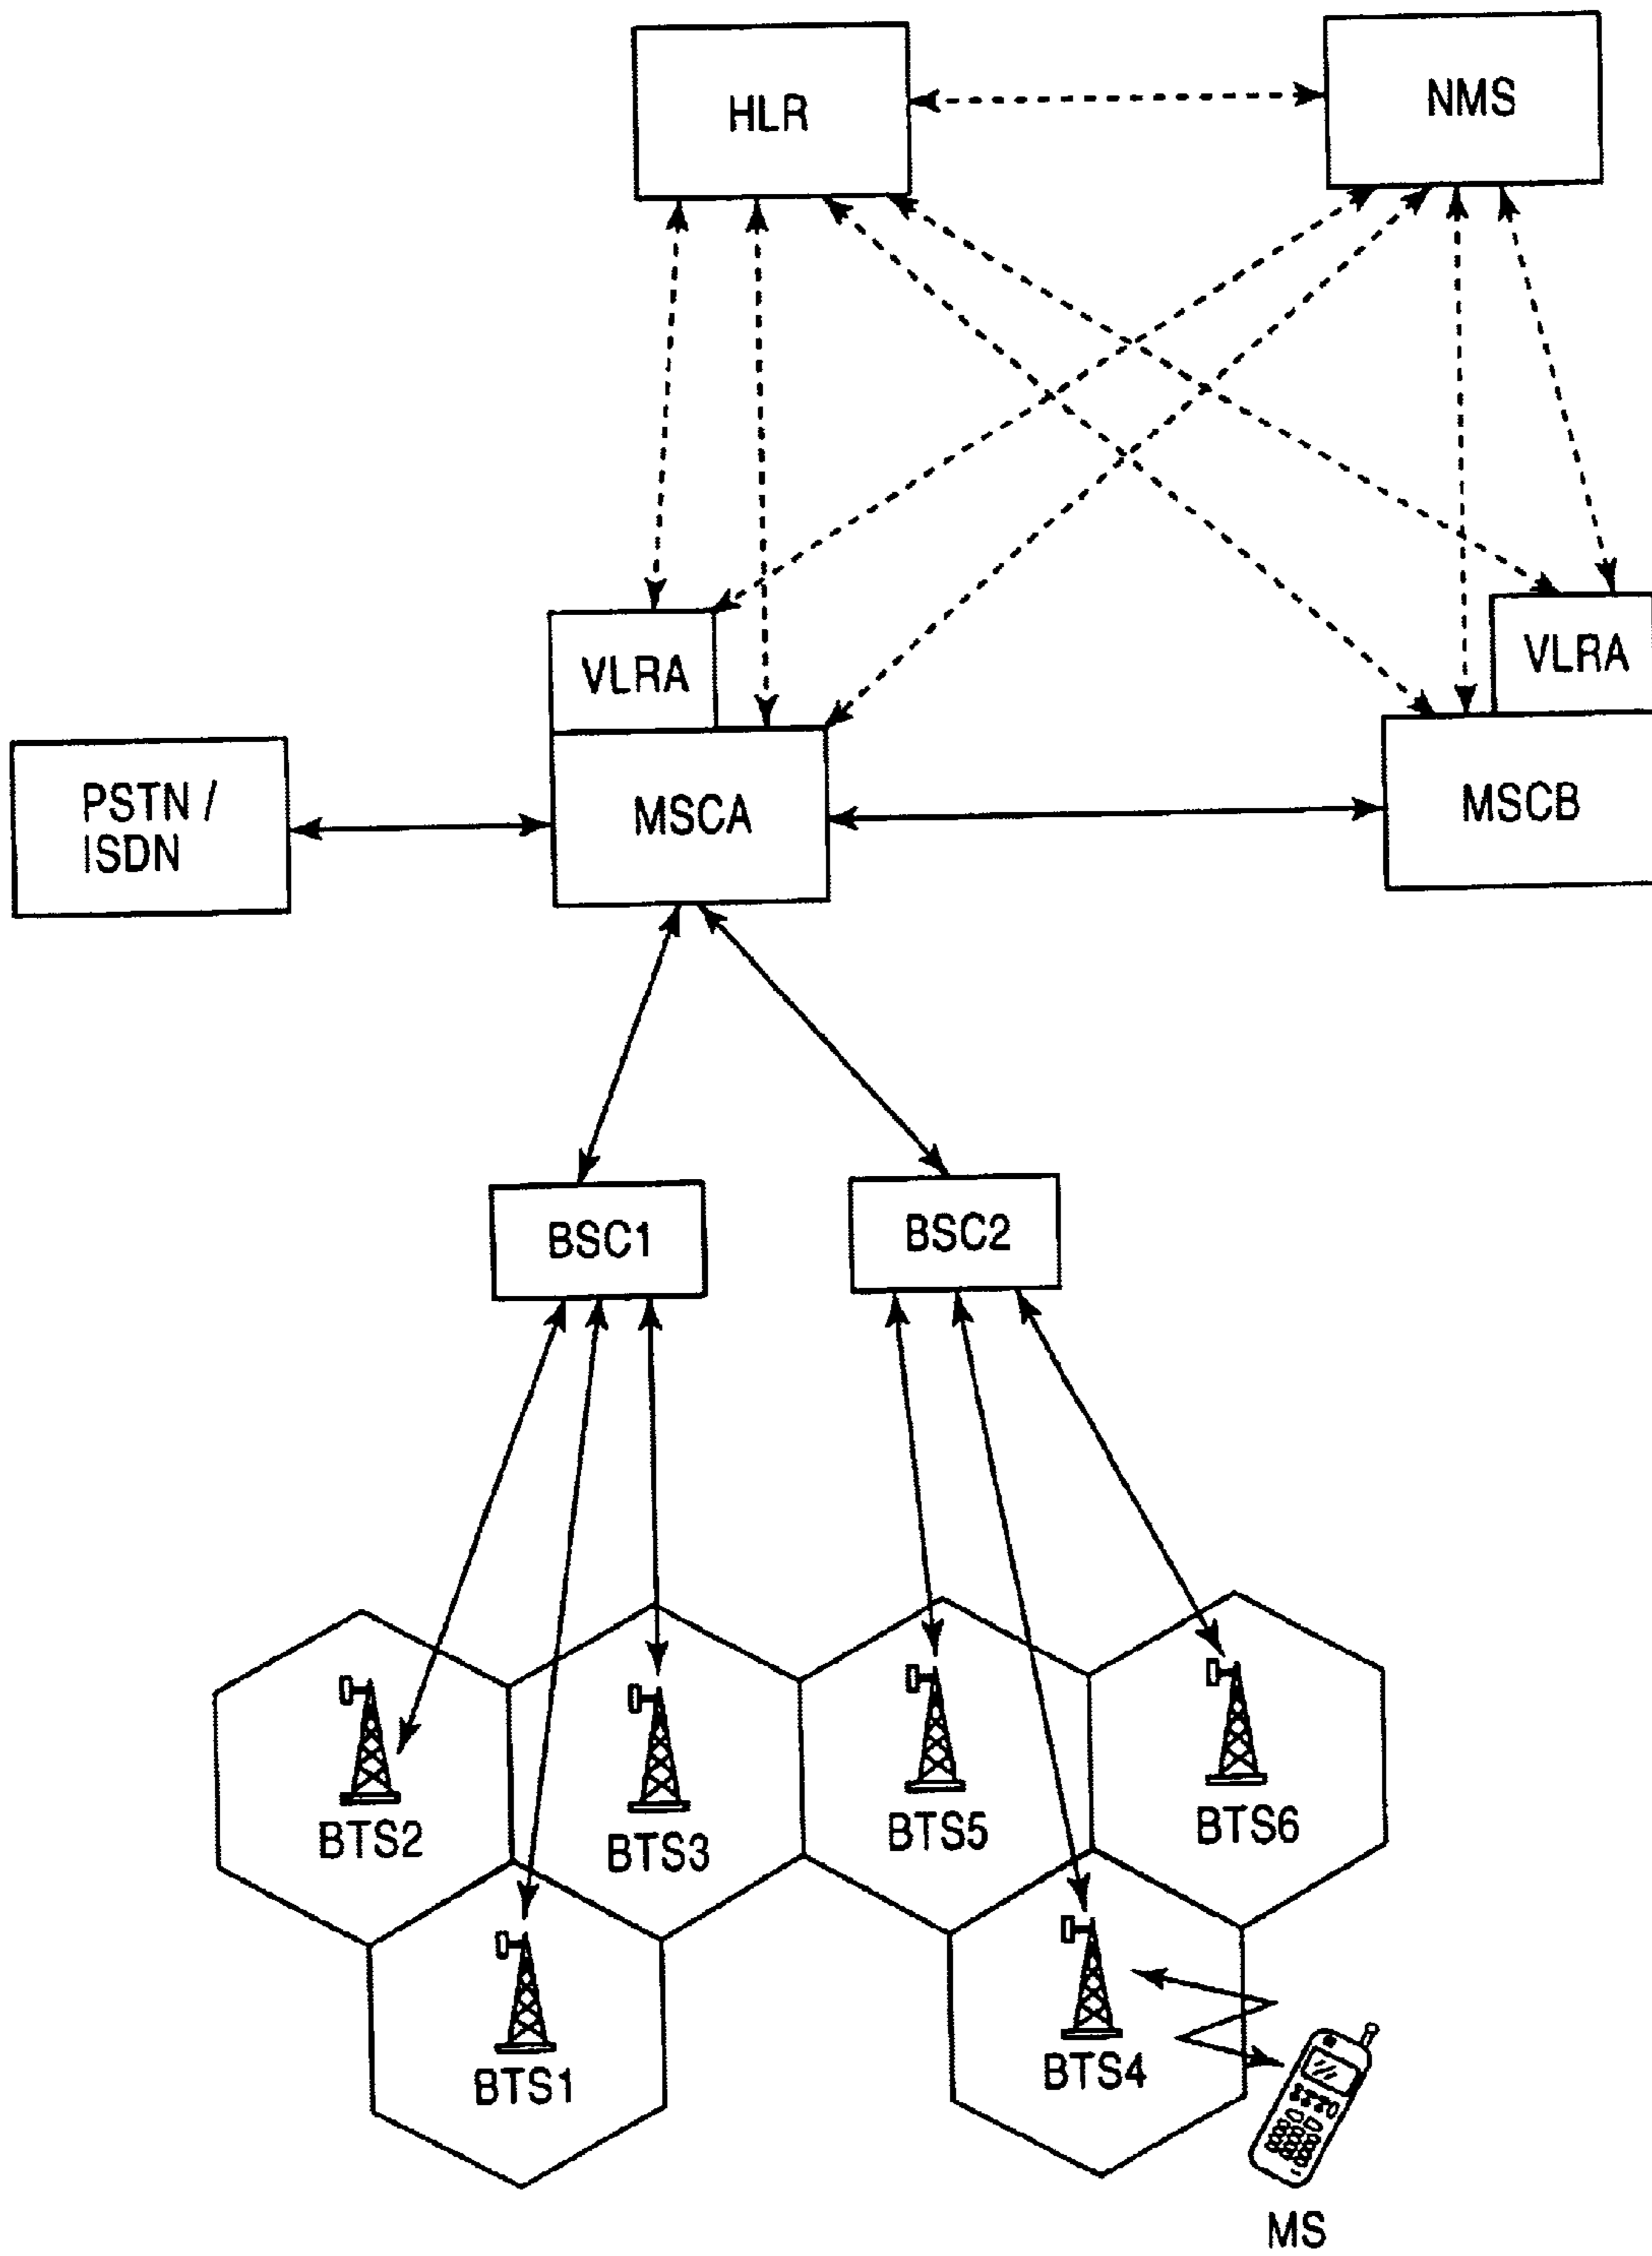 HLR
NMS
VLRA
VLRA
PSTN /
ISDN
MSCA
MSCB
BSC1
BSC2
BTS2
BTS3
BTS5
BTS6
BTS1
BTS4
MS